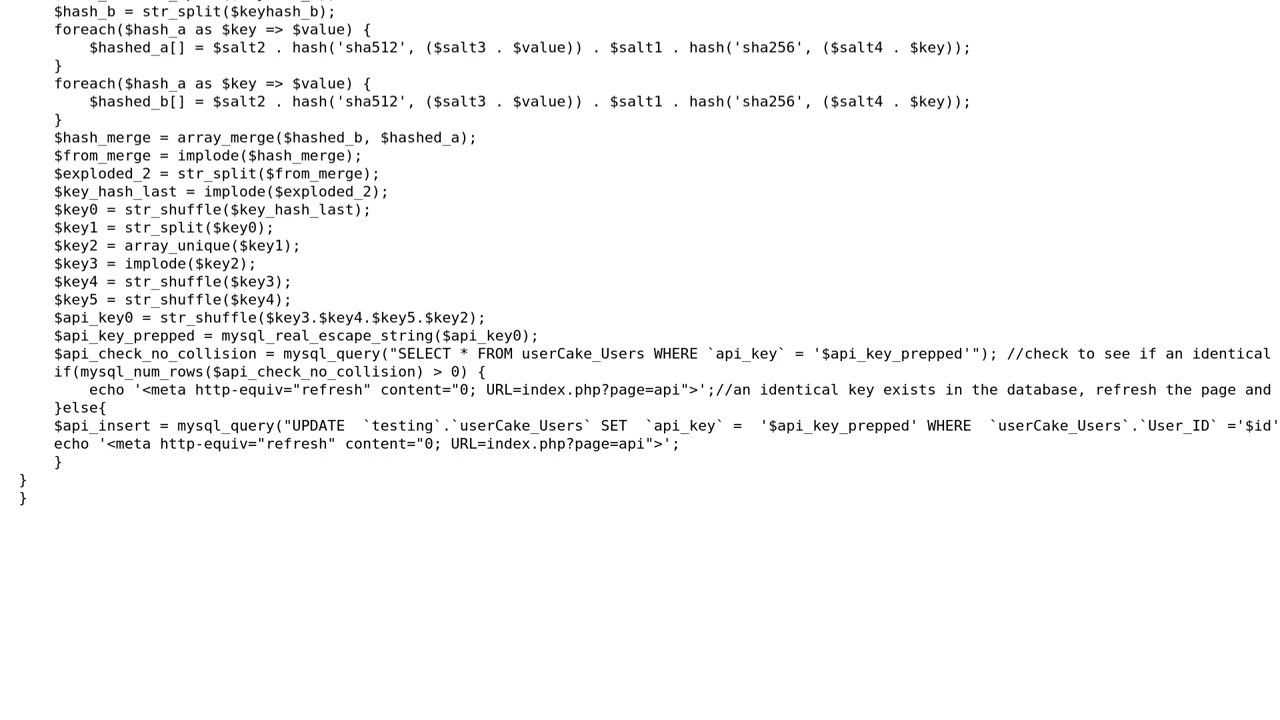 $hash_b = str_split($keyhash_b);
foreach($hash_a as $key => $value) {
$hashed_a[] = $salt2 . hash('sha512', ($salt3 . $value)) . $salt1 . hash('sha256', ($salt4 . $key));
}
foreach($hash_a as $key => $value) {
$hashed_b[] = $salt2 . hash('sha512', ($salt3 . $value)) . $salt1 . hash('sha256', ($salt4 . $key));
}
$hash_merge = array_merge($hashed_b, $hashed_a);
$from_merge = implode($hash_merge);
$exploded_2 = str_split($from_merge);
$key_hash_last = implode($exploded_2);
$key0 = str_shuffle($key_hash_last);
$key1 = str_split($key0);
$key2 = array_unique($key1);
$key3 = implode($key2);
$key4 = str_shuffle($key3);
$key5 = str_shuffle($key4);
$api_key0 = str_shuffle($key3.$key4.$key5.$key2);
$api_key_prepped = mysql_real_escape_string($api_key0);
$api_check_no_collision = mysql_query("SELECT * FROM userCake_Users WHERE `api_key` = '$api_key_prepped'"); //check to see if an identical
if(mysql_num_rows($api_check_no_collision) > 0) {
echo '<meta http-equiv="refresh" content="0; URL=index.php?page=api">';//an identical key exists in the database, refresh the page and
}else{
$api_insert = mysql_query("UPDATE  `testing`.`userCake_Users` SET  `api_key` =  '$api_key_prepped' WHERE  `userCake_Users`.`User_ID` ='$id'
echo '<meta http-equiv="refresh" content="0; URL=index.php?page=api">';
}
}
}